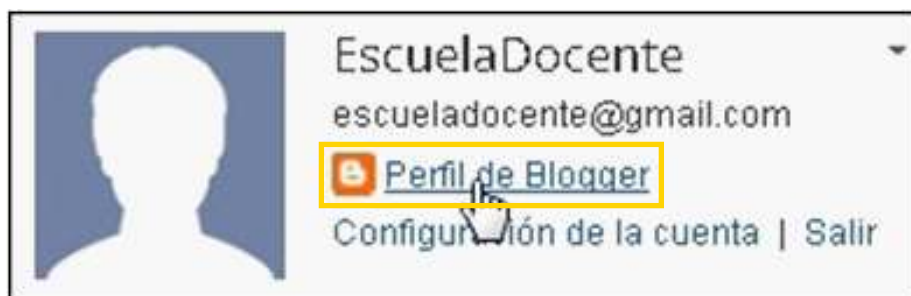 EscuelaDocente
escueladocente@gmail.com
Perfil de Blogger
Configuración de la cuenta | Salir